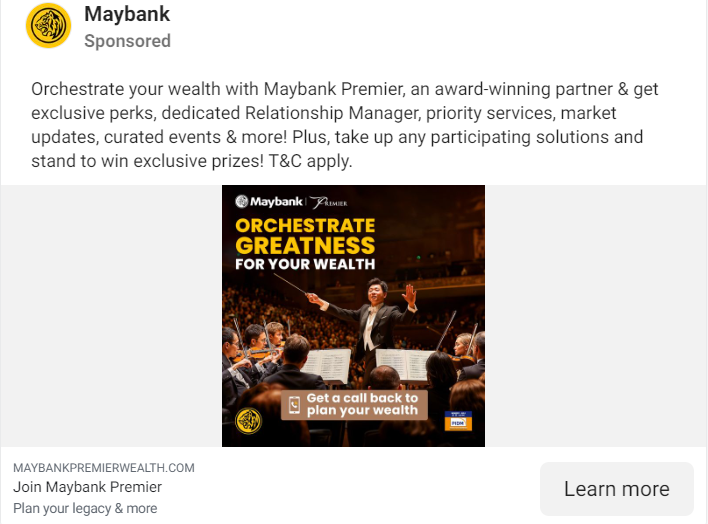 Maybank
Sponsored
Orchestrate your wealth with Maybank Premier, an award-winning partner & get
exclusive perks, dedicated Relationship Manager, priority services, market
updates, curated events & more! Plus, take up any participating solutions and
stand to win exclusive prizes! T&C apply.
Maybank PREMIER
ORCHESTRATE
GREATNESS
FOR YOUR WEALTH
Get a call back to
plan your wealth
PIDM
MAYBANKPREMIERWEALTH.COM
Join Maybank Premier
Plan your legacy & more
Learn more